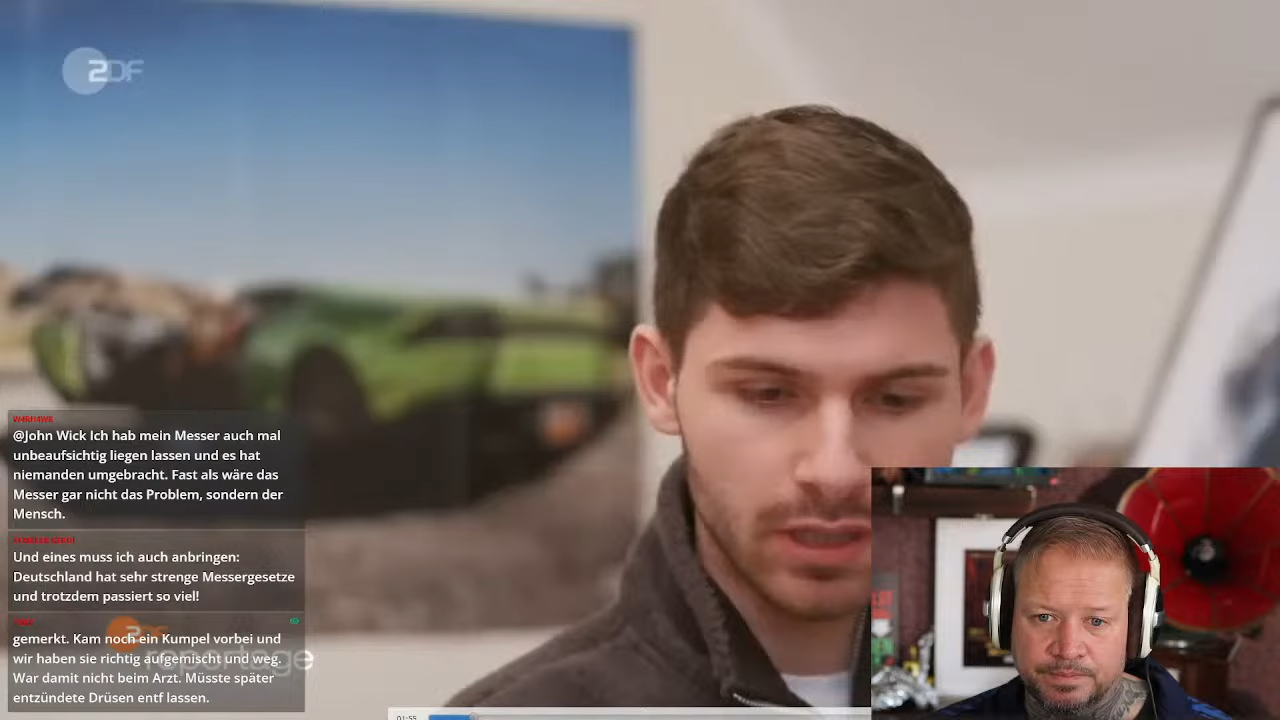 ZDF
@John Wick Ich hab mein Messer auch mal
unbeaufsichtig liegen lassen und es hat
niemanden umgebracht. Fast als wäre das
Messer gar nicht das Problem, sondern der
Mensch.
Und eines muss ich auch anbringen:
Deutschland hat sehr strenge Messergesetze
und trotzdem passiert so viel!
gemerkt. Kam noch ein Kumpel vorbei und
wir haben sie richtig aufgemischt und weg.
reportage
War damit nicht beim Arzt. Müsste später
entzündete Drüsen entf lassen.
01:55